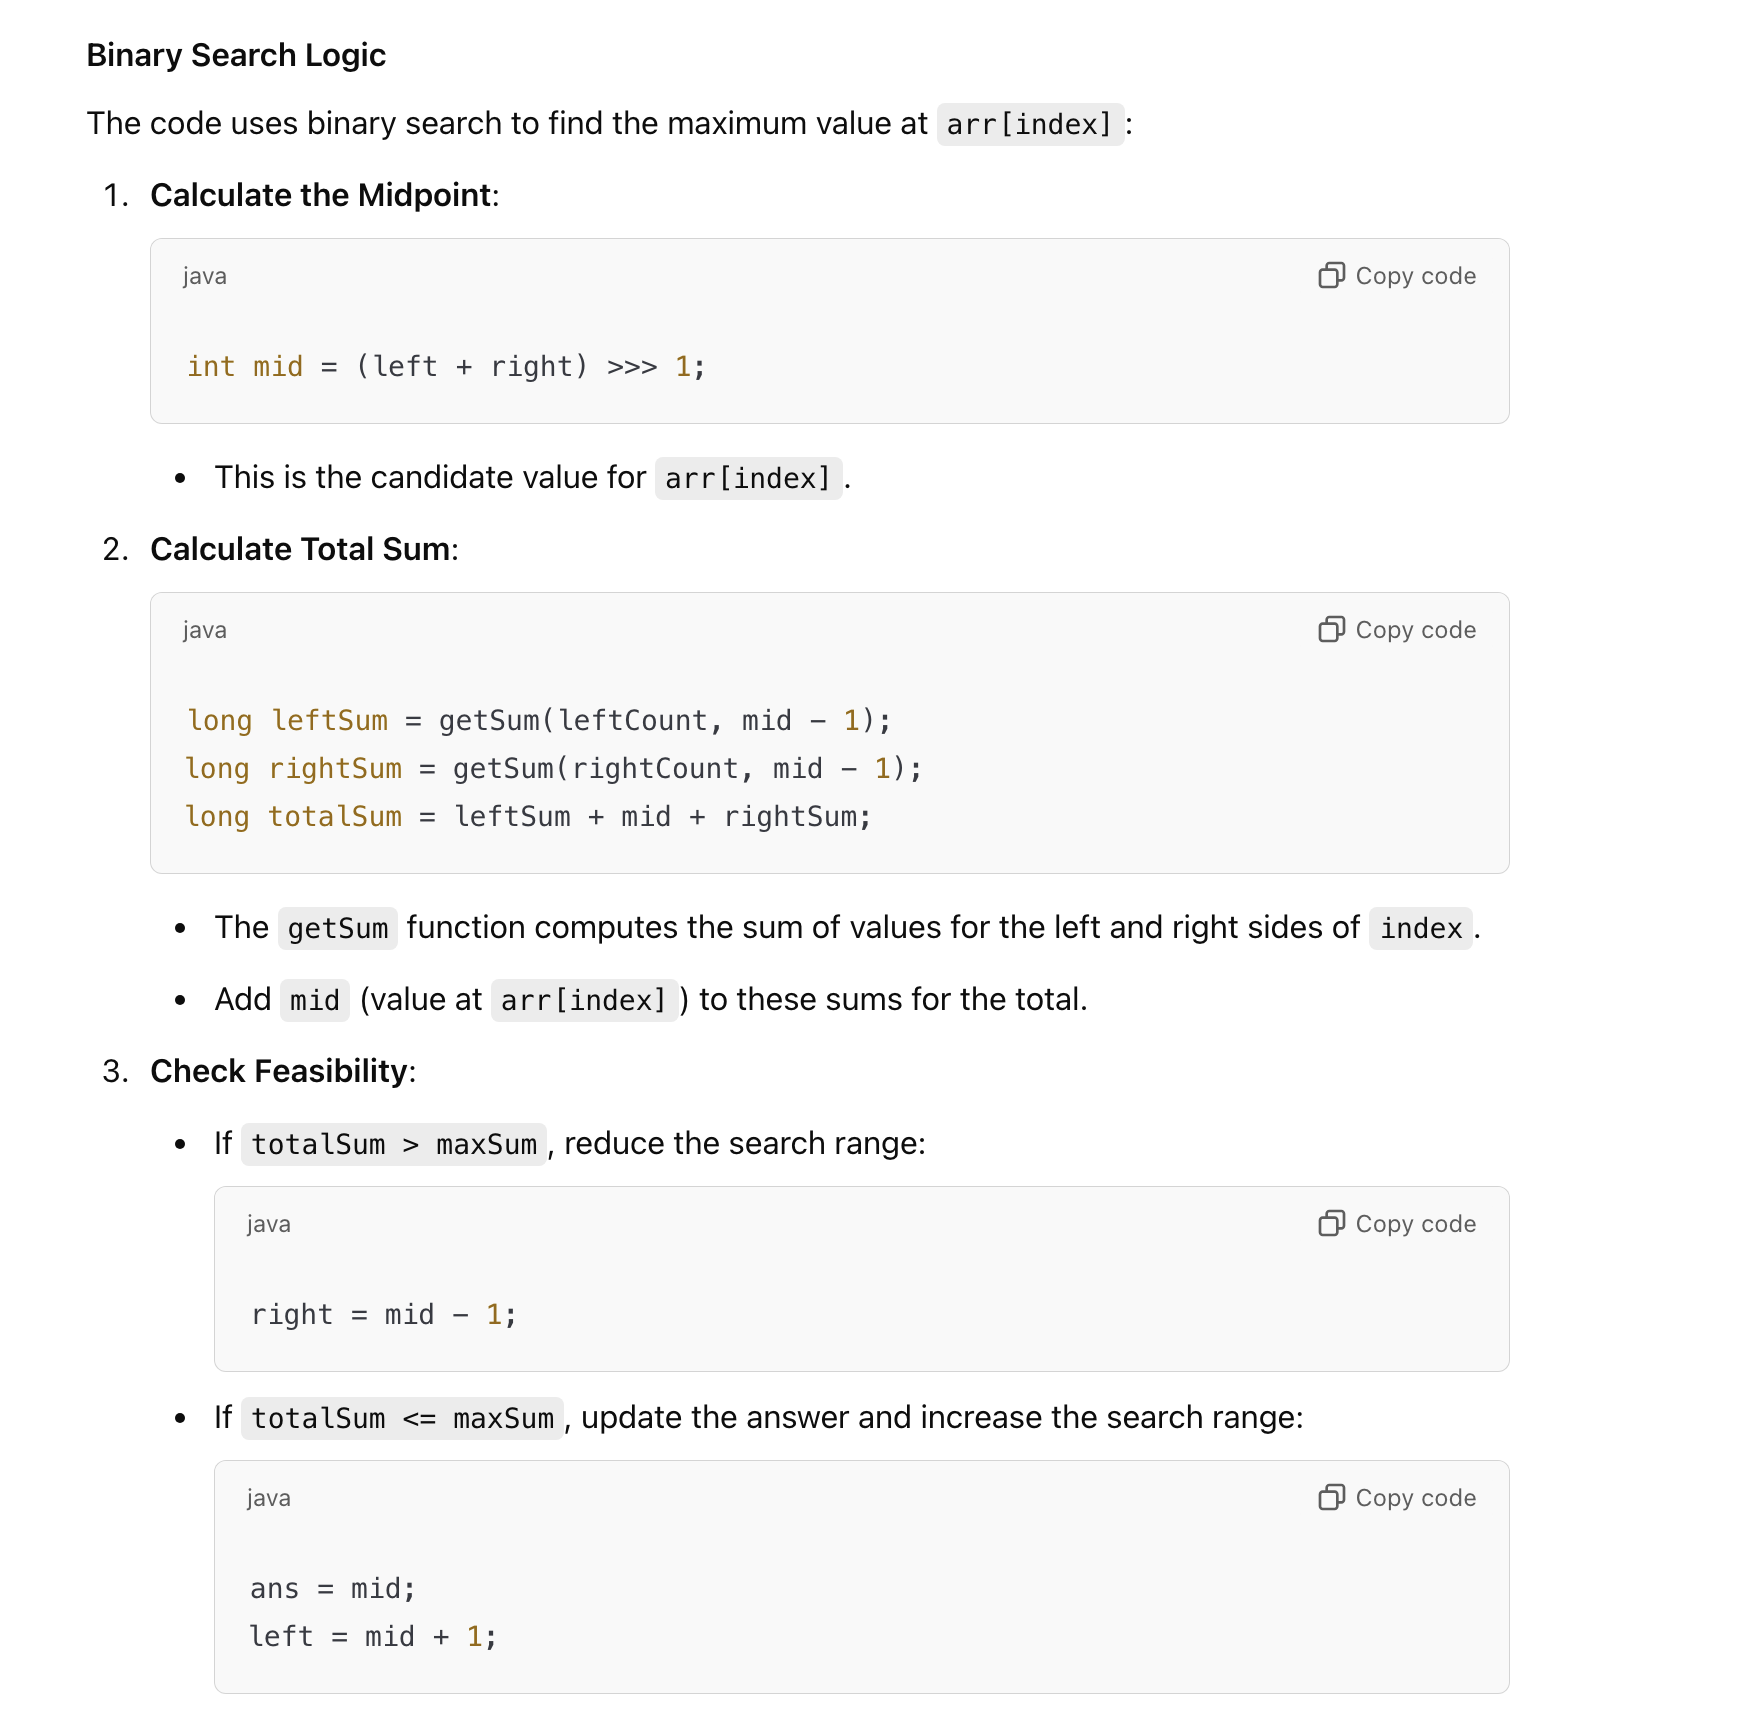 Binary Search Logic
The code uses binary search to find the maximum value at arr[index]:
1. Calculate the Midpoint:
java
Copy code
int mid = (left + right) >>> 1;
• This is the candidate value for arr[index].
2. Calculate Total Sum:
java
Copy code
long leftSum = getSum(leftCount, mid - 1);
long rightSum = getSum(rightCount, mid - 1);
long totalSum = leftSum + mid + rightSum;
• The getSum function computes the sum of values for the left and right sides of index.
• Add mid (value at arr[index]) to these sums for the total.
3. Check Feasibility:
• If totalSum > maxSum, reduce the search range:
java
Copy code
right = mid - 1;
• If totalSum <= maxSum, update the answer and increase the search range:
java
Copy code
ans = mid;
left = mid + 1;